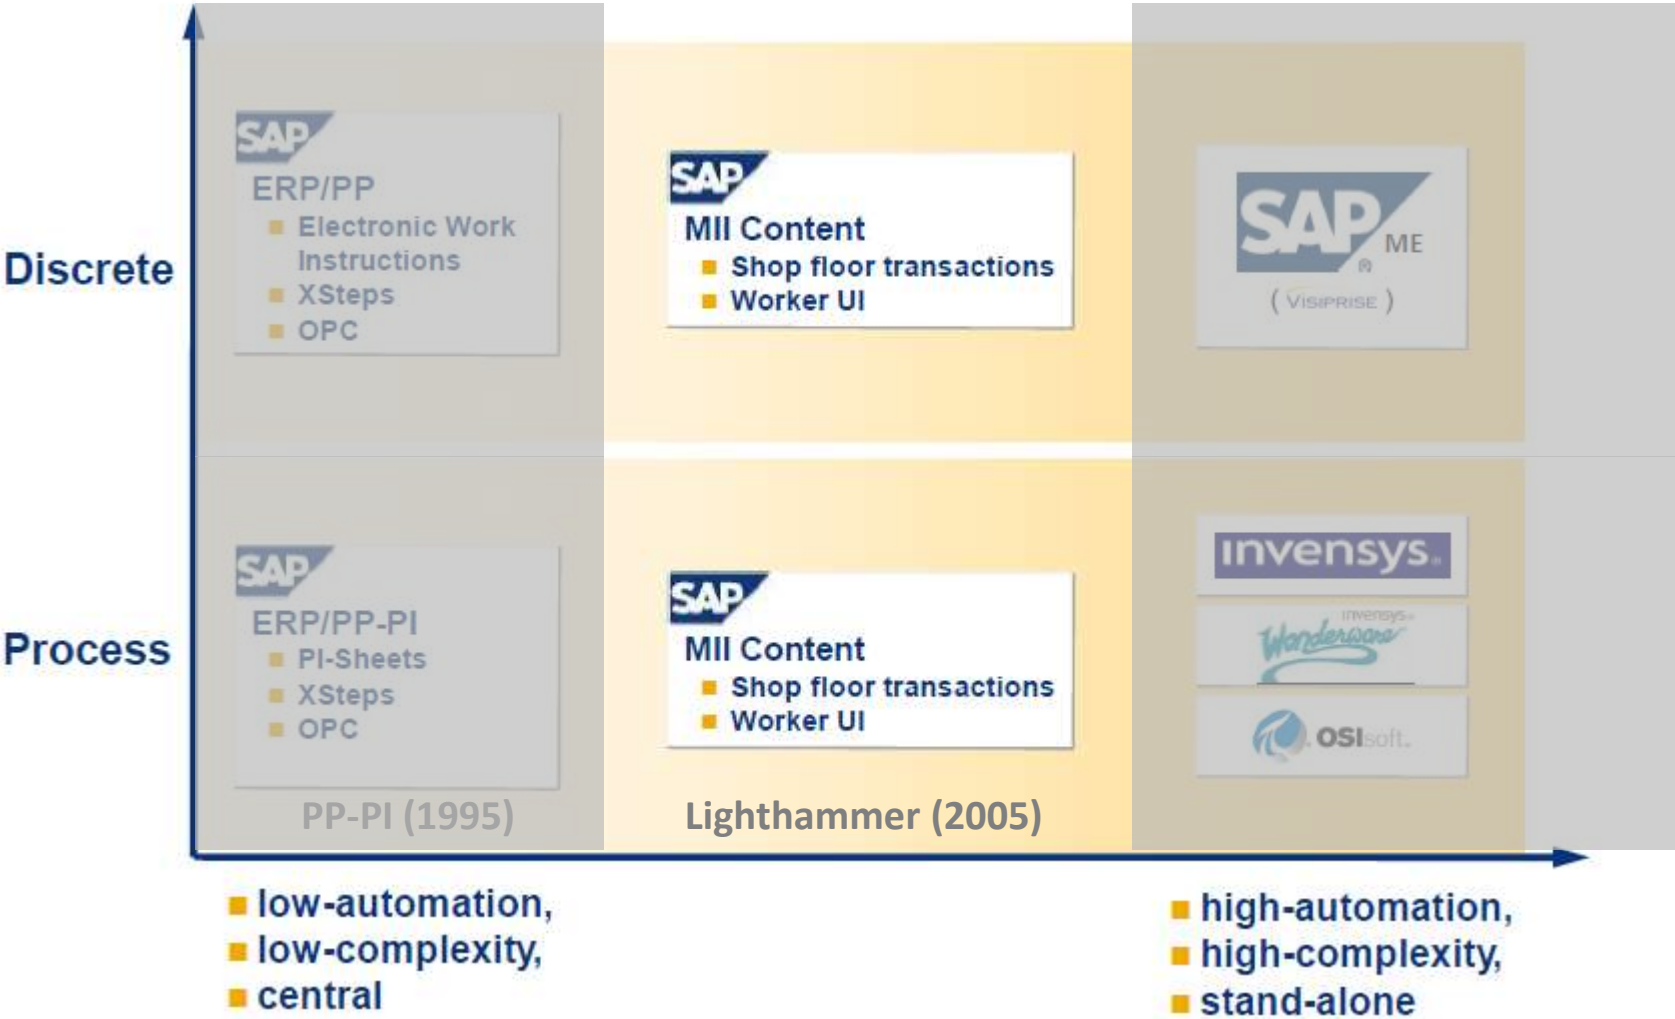 Discrete
SAP
ERP/PP
Electronic Work
Instructions
XSteps
OPC
SAP
MII Content
Shop floor transactions
Worker UI
SAP ME
®
( VISIPRISE )
Process
SAP
ERP/PP-PI
PI-Sheets
XSteps
OPC
PP-PI (1995)
SAP
MII Content
Shop floor transactions
Worker UI
Lighthammer (2005)
invensys®
invensys
Wonderware
OSIsoft.
low-automation,
low-complexity,
central
high-automation,
high-complexity,
stand-alone